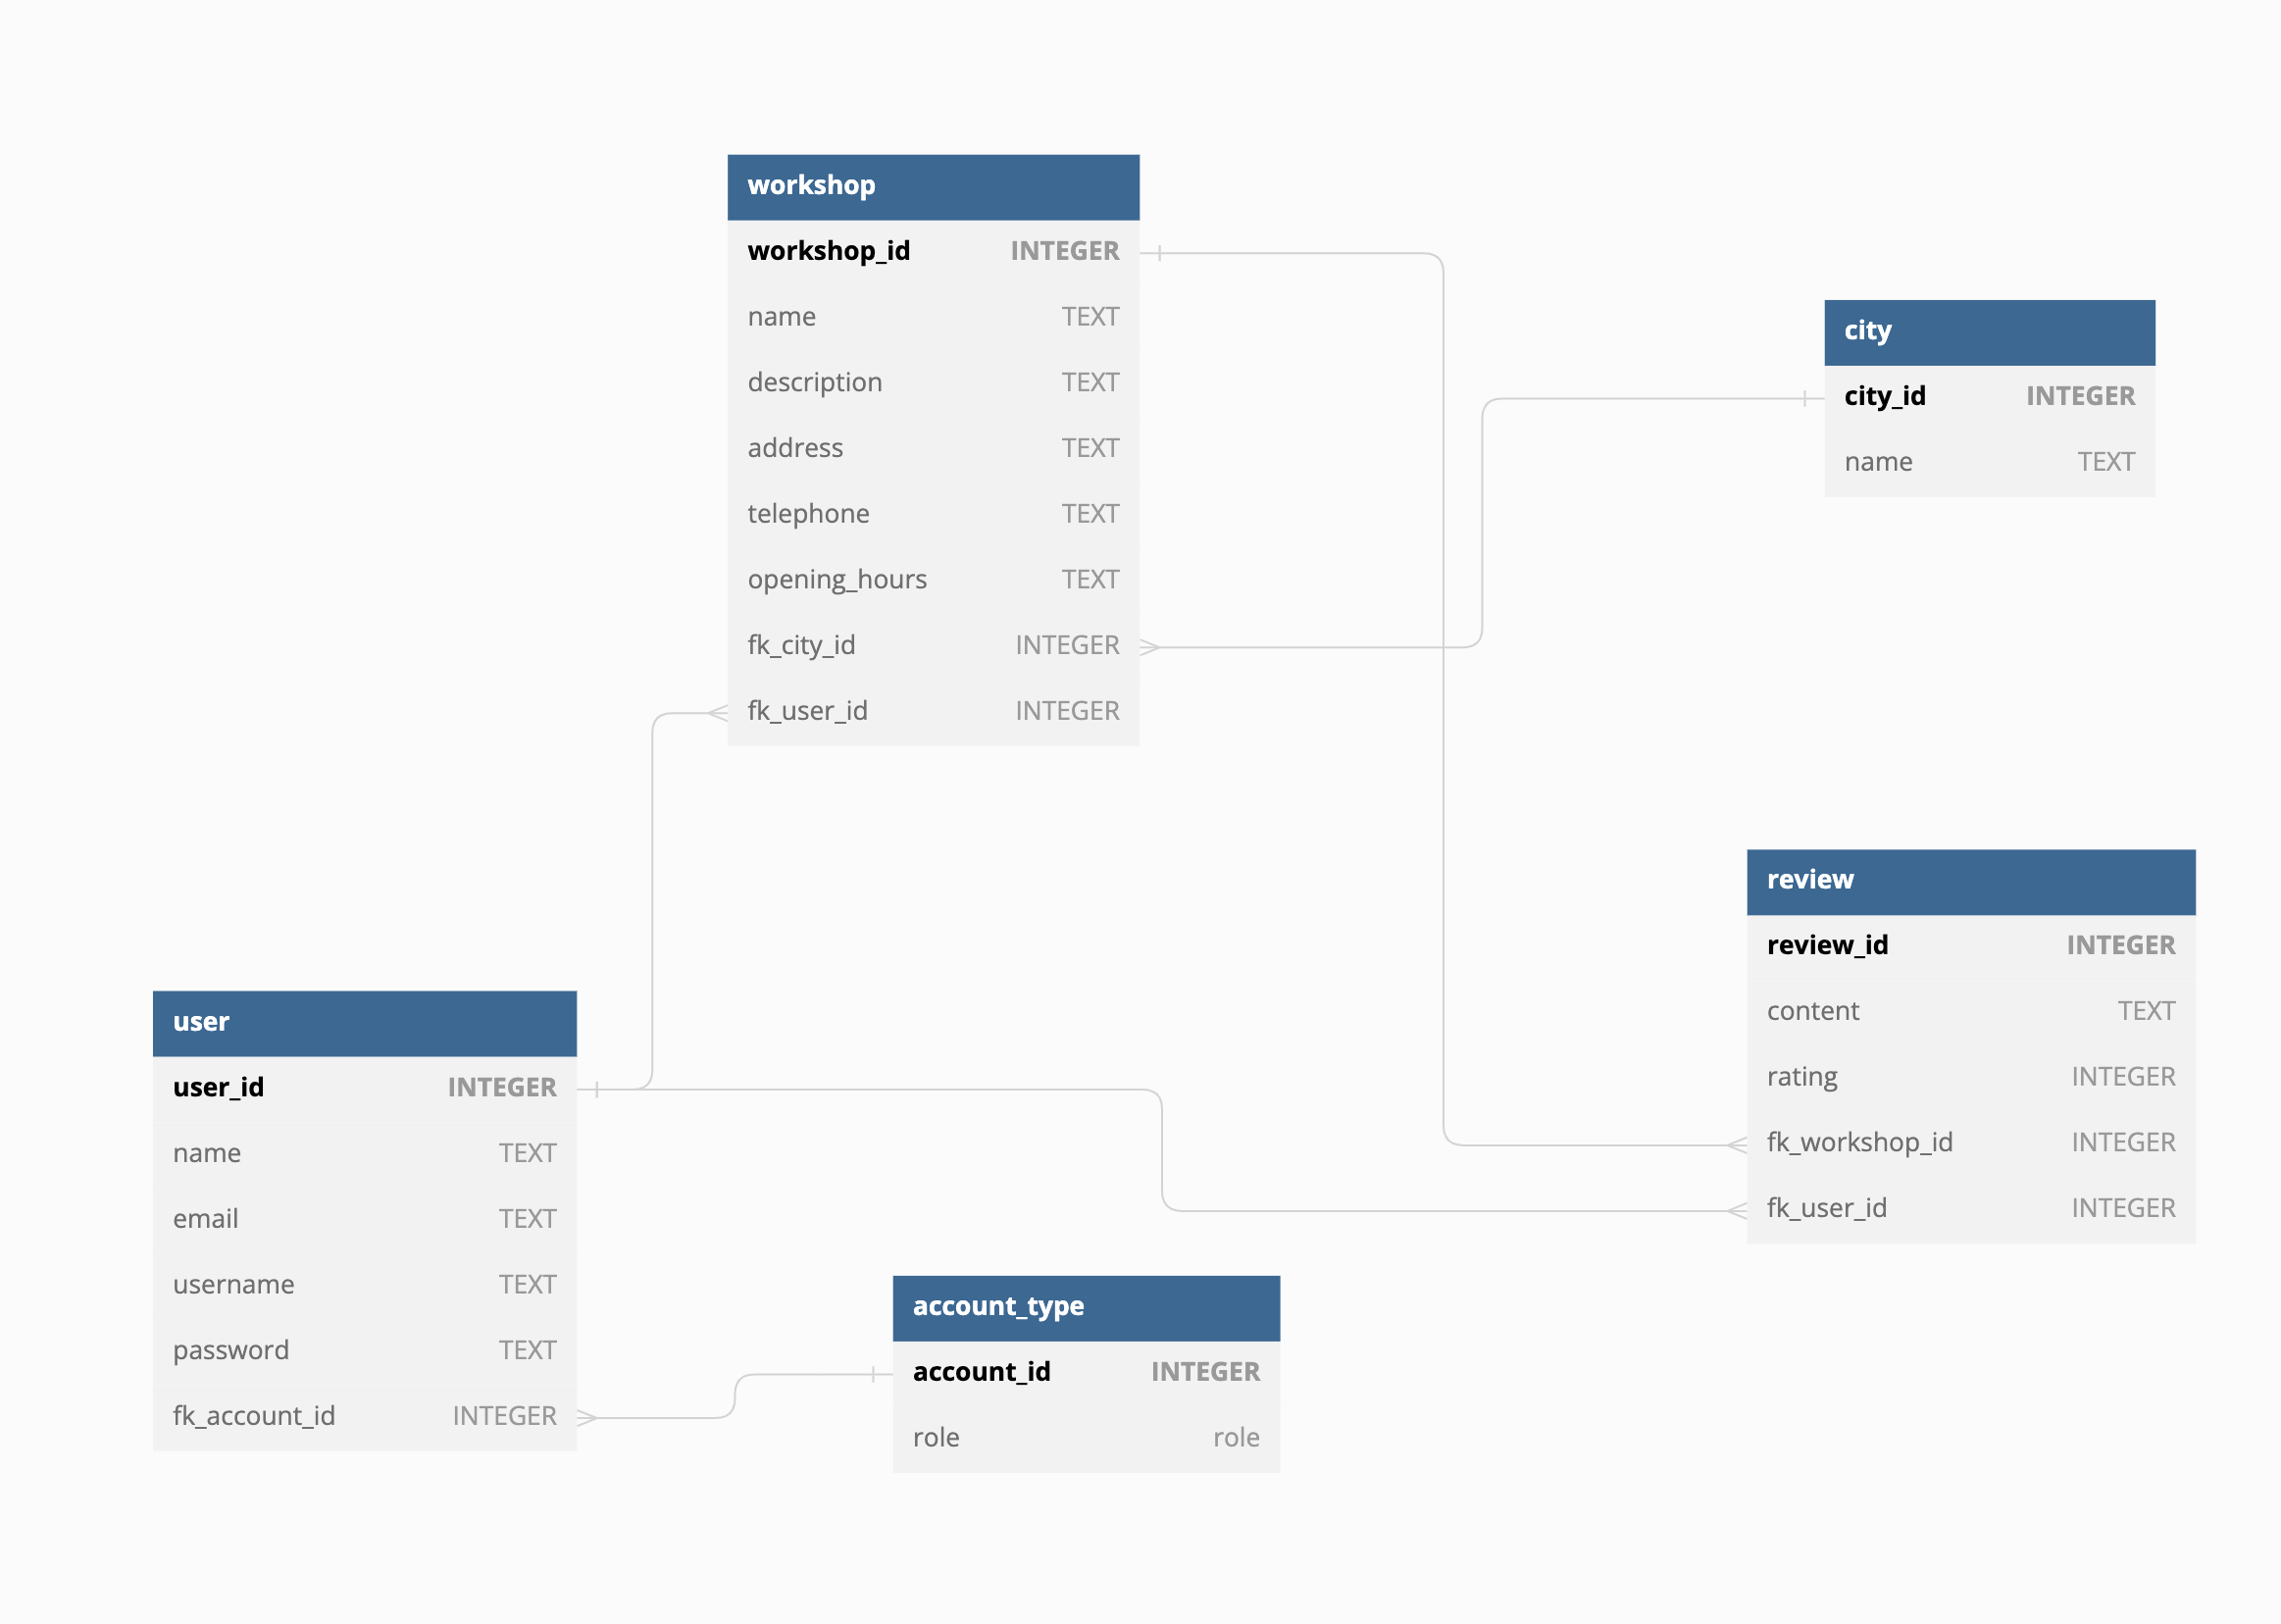 workshop
workshop_id INTEGER
name TEXT
description TEXT
address TEXT
telephone TEXT
opening_hours TEXT
fk_city_id INTEGER
fk_user_id INTEGER
city
city_id INTEGER
name TEXT
review
review_id INTEGER
content TEXT
rating INTEGER
fk_workshop_id INTEGER
fk_user_id INTEGER
user
user_id INTEGER
name TEXT
email TEXT
username TEXT
password TEXT
fk_account_id INTEGER
account_type
account_id INTEGER
role role